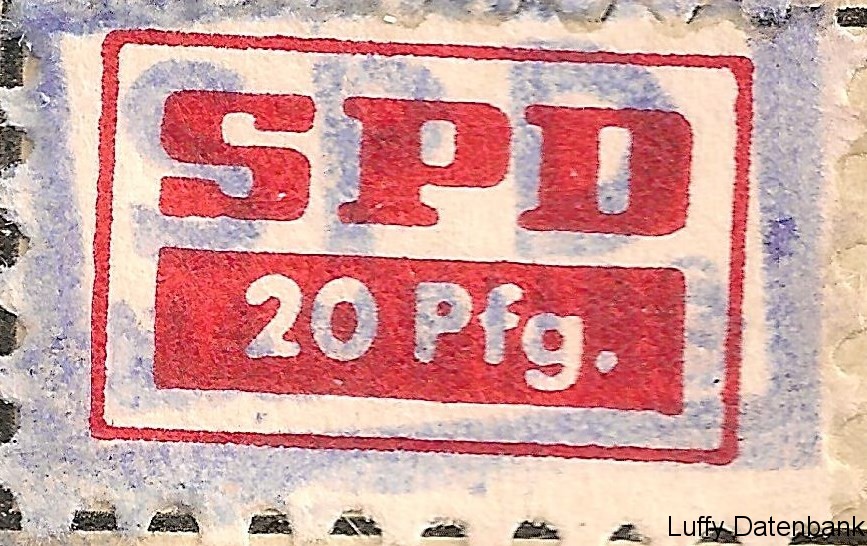 SPD
20 Pfg.
Luffy-Datenbank